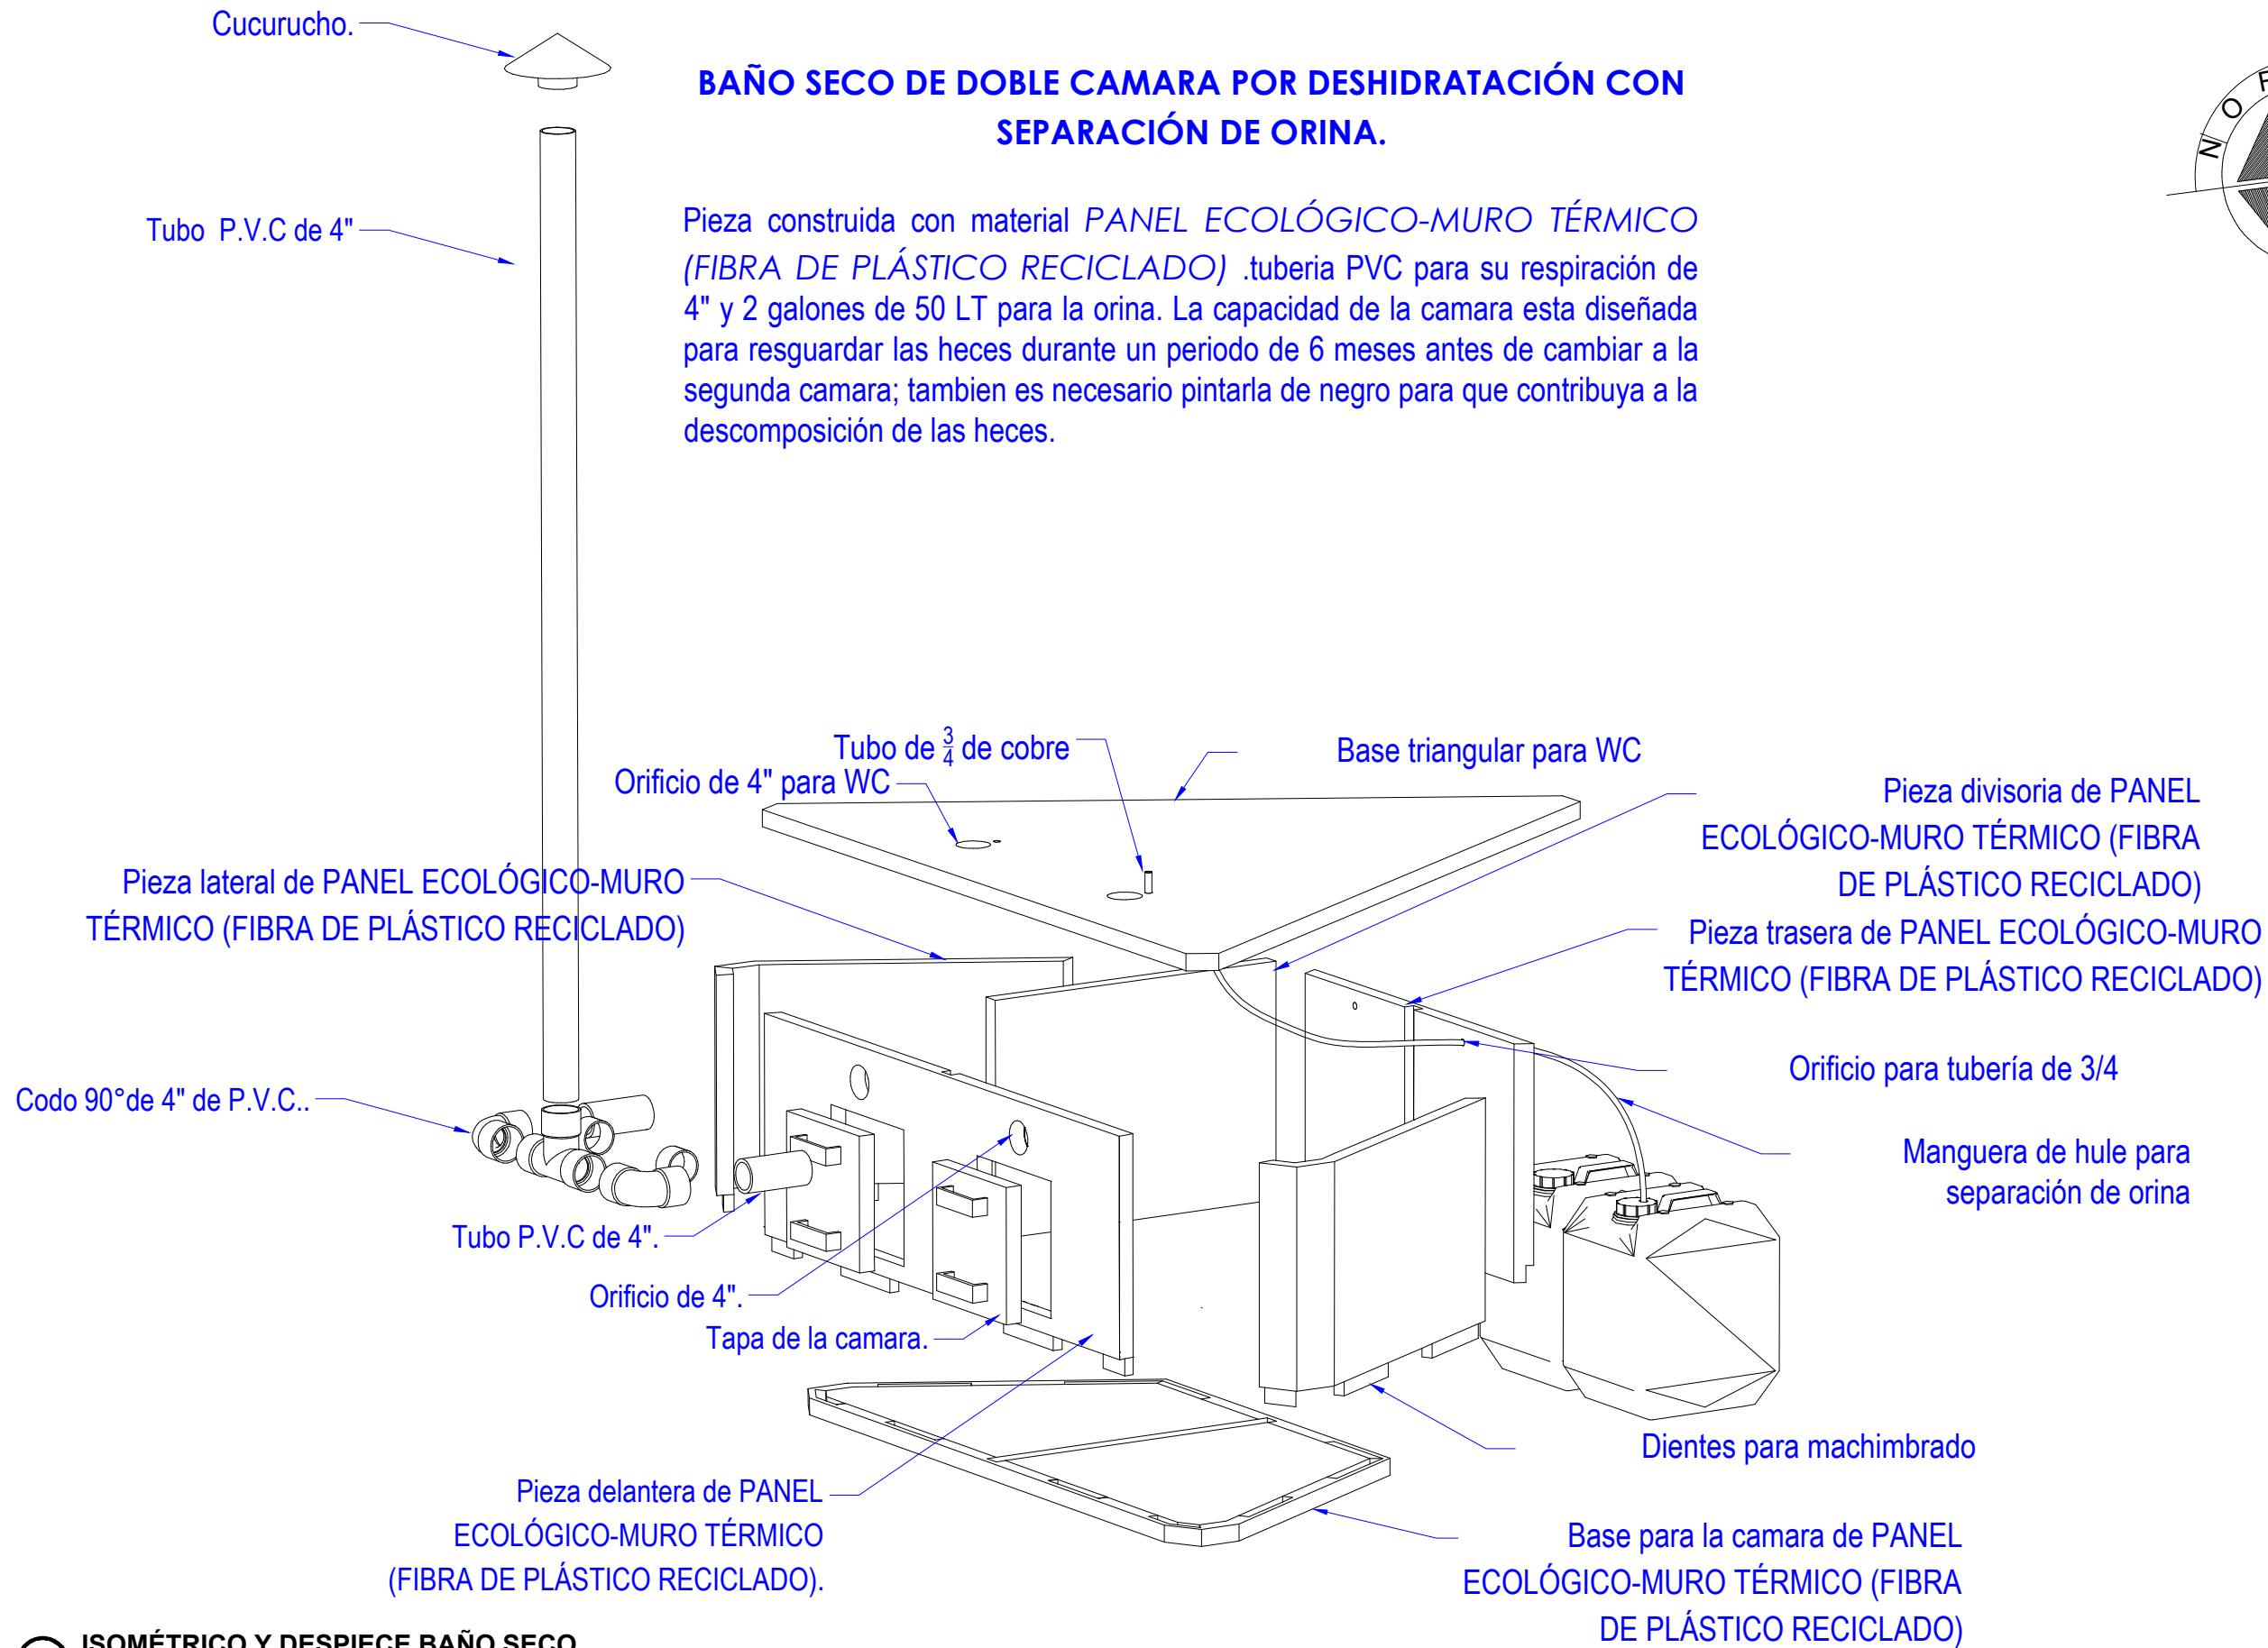 Cucurucho.
BAÑO SECO DE DOBLE CAMARA POR DESHIDRATACIÓN CON
SEPARACIÓN DE ORINA.
Tubo P.V.C de 4"
Pieza construida con material PANEL ECOLÓGICO-MURO TÉRMICO
(FIBRA DE PLÁSTICO RECICLADO) .tuberia PVC para su respiración de
4" y 2 galones de 50 LT para la orina. La capacidad de la camara esta diseñada
para resguardar las heces durante un periodo de 6 meses antes de cambiar a la
segunda camara; tambien es necesario pintarla de negro para que contribuya a la
descomposición de las heces.
Tubo de 3/4 de cobre
Orificio de 4" para WC
Base triangular para WC
Pieza divisoria de PANEL
ECOLÓGICO-MURO TÉRMICO (FIBRA
DE PLÁSTICO RECICLADO)
Pieza lateral de PANEL ECOLÓGICO-MURO
TÉRMICO (FIBRA DE PLÁSTICO RECICLADO)
Pieza trasera de PANEL ECOLÓGICO-MURO
TÉRMICO (FIBRA DE PLÁSTICO RECICLADO)
Orificio para tubería de 3/4
Codo 90°de 4" de P.V.C..
Manguera de hule para
separación de orina
Tubo P.V.C de 4".
Orificio de 4".
Tapa de la camara.
Dientes para machimbrado
Pieza delantera de PANEL
ECOLÓGICO-MURO TÉRMICO
(FIBRA DE PLÁSTICO RECICLADO).
Base para la camara de PANEL
ECOLÓGICO-MURO TÉRMICO (FIBRA
DE PLÁSTICO RECICLADO)
ISOMÉTRICO Y DESPIECE BAÑO SECO